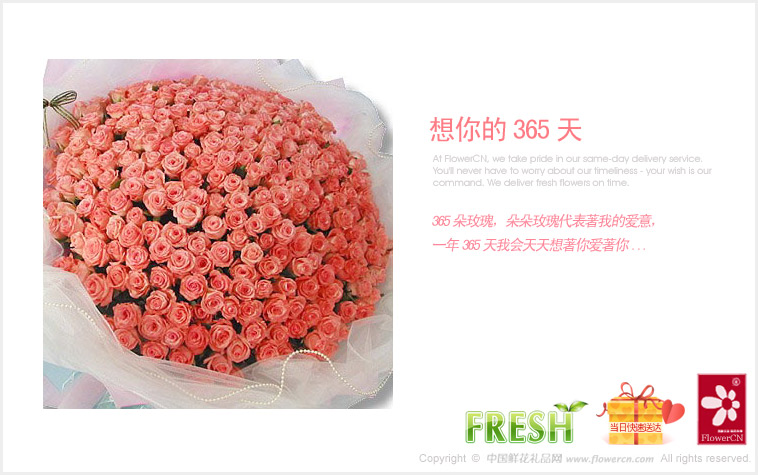 想你的 365 天
At FlowerCN, we take pride in our same-day delivery service.
You'll never have to worry about our timeliness - your wish is our
command. We deliver fresh flowers on time.
365 朵玫瑰，朵朵玫瑰代表著我的爱意，
一年 365 天我会天天想著你爱著你 . . .
FRESH
当日快速送达
FlowerCN
Copyright © 中国鲜花礼品网 www.flowercn.com All rights reserved.